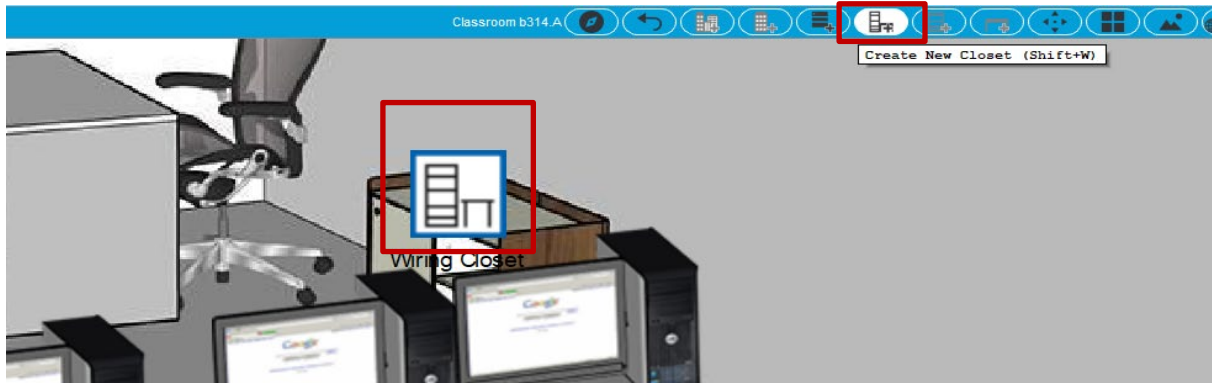 Classroom b314.A
Create New Closet (Shift+W)
Wiring Closet
Google
Google